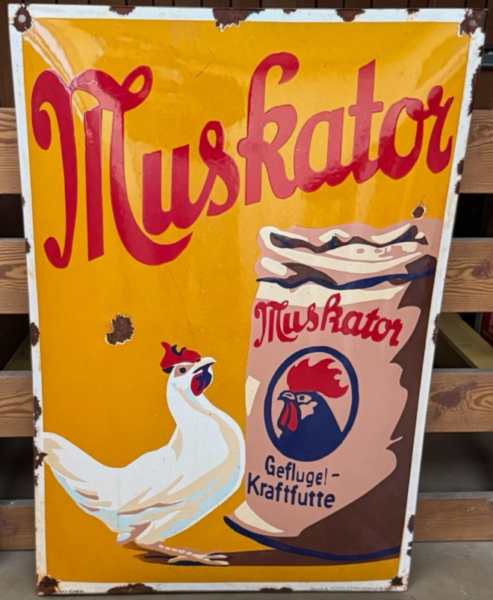 Muskator
Muskator
Geflugel-
Kraftfutte